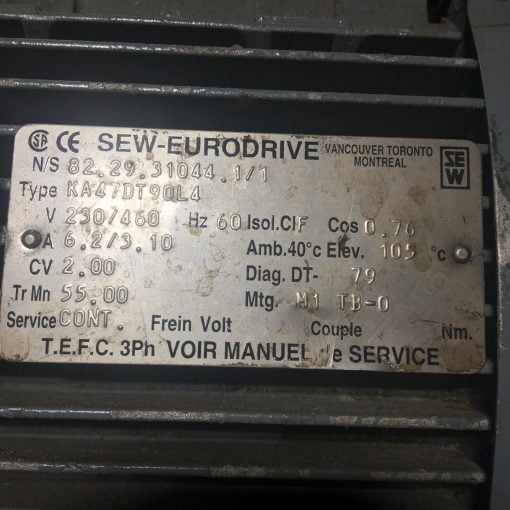 SA CE SEW-EURODRIVE VANCOUVER TORONTO MONTREAL SEW
N/S 82.29.31044.1/1
Type KA47DT90L4
V 230/460 Hz 60 Isol.Cl F Cos 0.76
A 6.2/3.10 Amb.40°c Elev. 105 °c
CV 2.00 Diag. DT- 79
Tr Mn 55.00 Mtg. M1 TB-0
Service CONT. Frein Volt Couple Nm.
T.E.F.C. 3Ph VOIR MANUEL de SERVICE